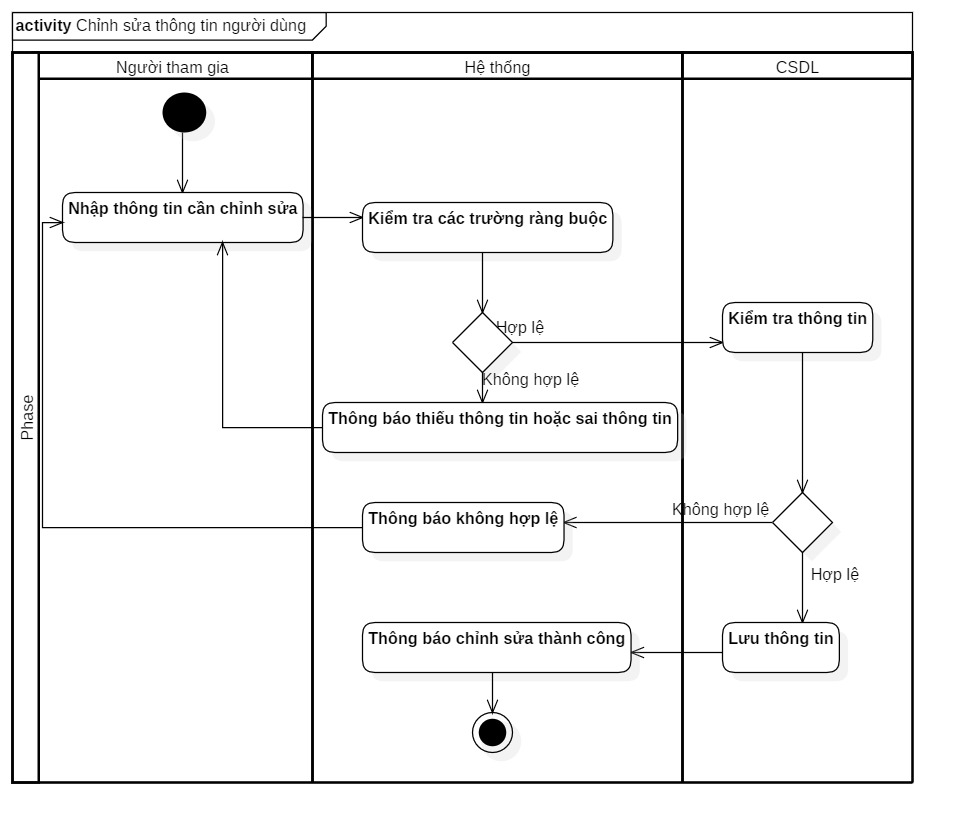 activity Chỉnh sửa thông tin người dùng
Người tham gia
Hệ thống
CSDL
Phase
Nhập thông tin cần chỉnh sửa
Kiểm tra các trường ràng buộc
Hợp lệ
Kiểm tra thông tin
Không hợp lệ
Thông báo thiếu thông tin hoặc sai thông tin
Không hợp lệ
Thông báo không hợp lệ
Hợp lệ
Thông báo chỉnh sửa thành công
Lưu thông tin